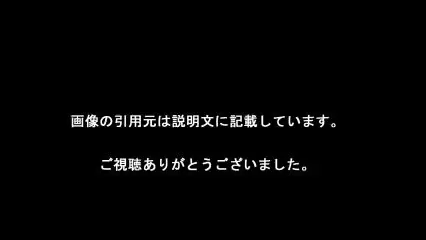 画像の引用元は説明文に記載しています。
ご視聴ありがとうございました。